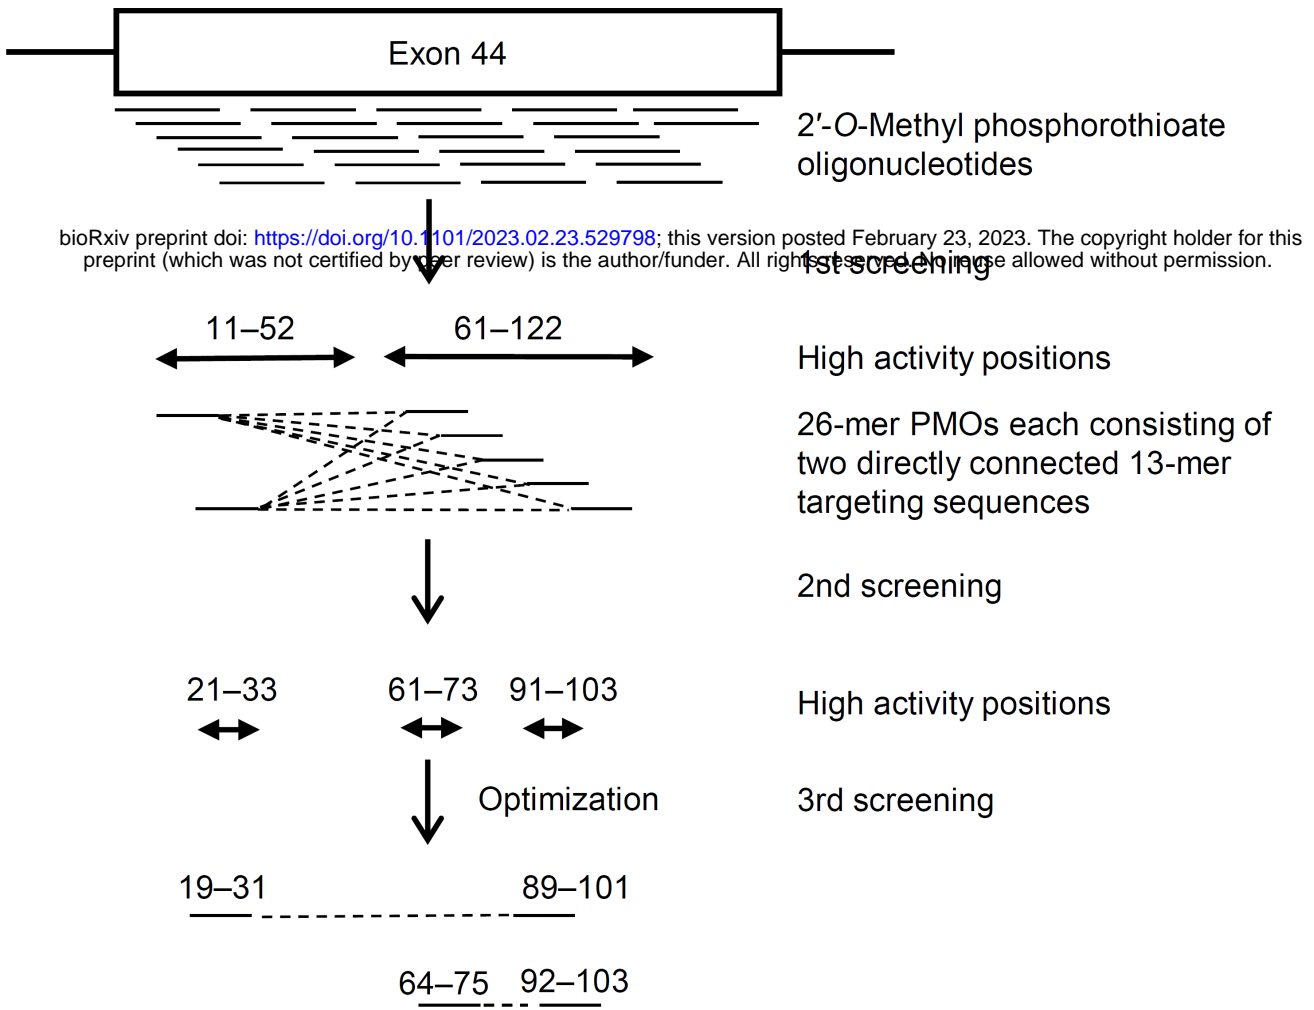 Exon 44
2′-O-Methyl phosphorothioate
oligonucleotides
bioRxiv preprint doi: https://doi.org/10.1101/2023.02.23.529798; this version posted February 23, 2023. The copyright holder for this
preprint (which was not certified by peer review) is the author/funder. All rights reserved. No reuse allowed without permission.
1st screening
11–52 61–122
High activity positions
26-mer PMOs each consisting of
two directly connected 13-mer
targeting sequences
2nd screening
21–33 61–73 91–103
High activity positions
Optimization 3rd screening
19–31 89–101
64–75 92–103